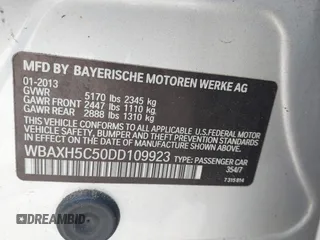 MFD BY BAYERISCHE MOTOREN WERKE AG
01-2013
GVWR 5170 lbs 2345 kg
GAWR FRONT 2447 lbs 1110 kg
GAWR REAR 2888 lbs 1310 kg
THIS VEHICLE CONFORMS TO ALL APPLICABLE
FEDERAL MOTOR VEHICLE SAFETY, BUMPER,
AND THEFT PREVENTION STANDARDS IN
EFFECT ON THE DATE OF MANUFACTURE
SHOWN ABOVE.
WBAXH5C50DD109923 TYPE: PASSENGER CAR
354/7
DREAMBID